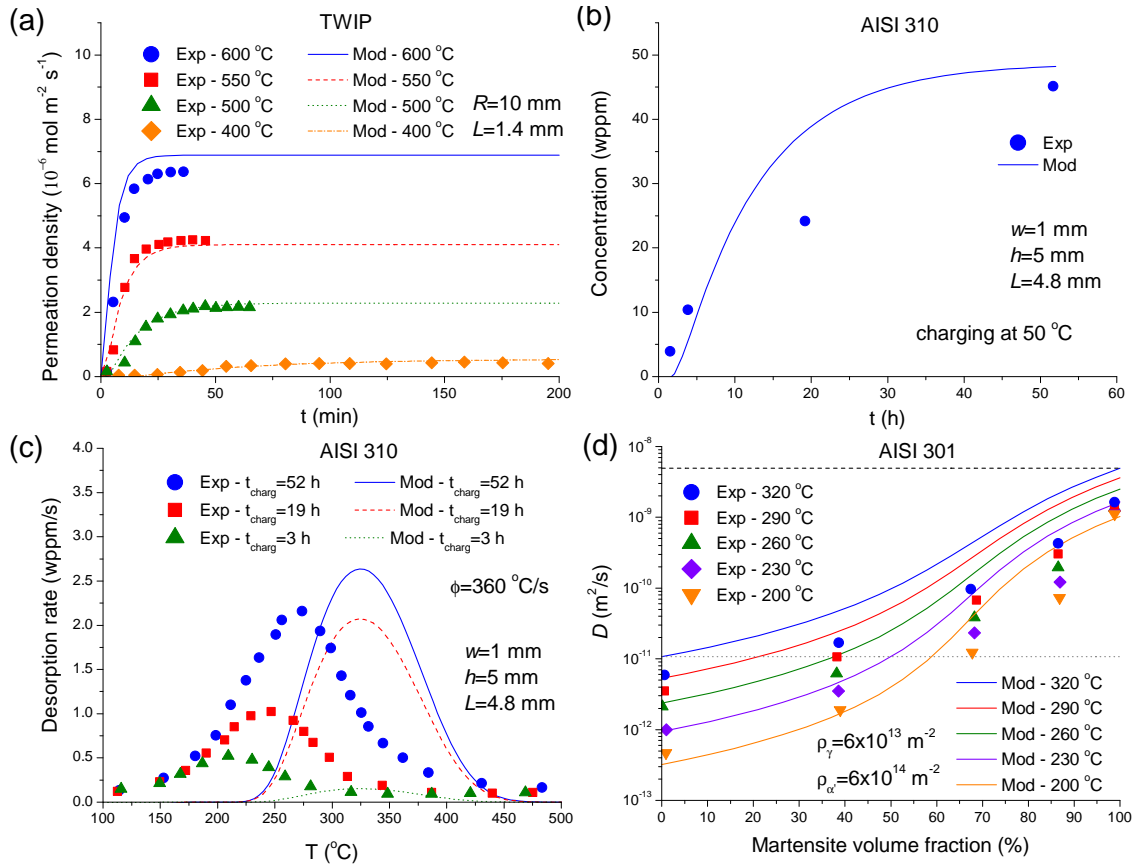 (a)
TWIP
Exp - 600 °C
Mod - 600 °C
Exp - 550 °C
Mod - 550 °C
Exp - 500 °C
Mod - 500 °C
Exp - 400 °C
Mod - 400 °C
R=10 mm
L=1.4 mm
Permeation density (10⁻⁶ mol m⁻² s⁻¹)
10
8
6
4
2
0
0 50 100 150 200
t (min)
(b)
AISI 310
Concentration (wppm)
60
50
40
30
20
10
0
Exp
Mod
w=1 mm
h=5 mm
L=4.8 mm
charging at 50 °C
0 10 20 30 40 50 60
t (h)
(c)
AISI 310
Exp - t_charg=52 h
Mod - t_charg=52 h
Exp - t_charg=19 h
Mod - t_charg=19 h
Exp - t_charg=3 h
Mod - t_charg=3 h
ϕ=360 °C/s
w=1 mm
h=5 mm
L=4.8 mm
Desorption rate (wppm/s)
4.0
3.5
3.0
2.5
2.0
1.5
1.0
0.5
0.0
100 150 200 250 300 350 400 450 500
T (°C)
(d)
AISI 301
Exp - 320 °C
Exp - 290 °C
Exp - 260 °C
Exp - 230 °C
Exp - 200 °C
D (m²/s)
10⁻⁸
10⁻⁹
10⁻¹⁰
10⁻¹¹
10⁻¹²
10⁻¹³
Mod - 320 °C
Mod - 290 °C
Mod - 260 °C
Mod - 230 °C
Mod - 200 °C
ρ_γ=6x10¹³ m⁻²
ρ_α'=6x10¹⁴ m⁻²
0 10 20 30 40 50 60 70 80 90 100
Martensite volume fraction (%)